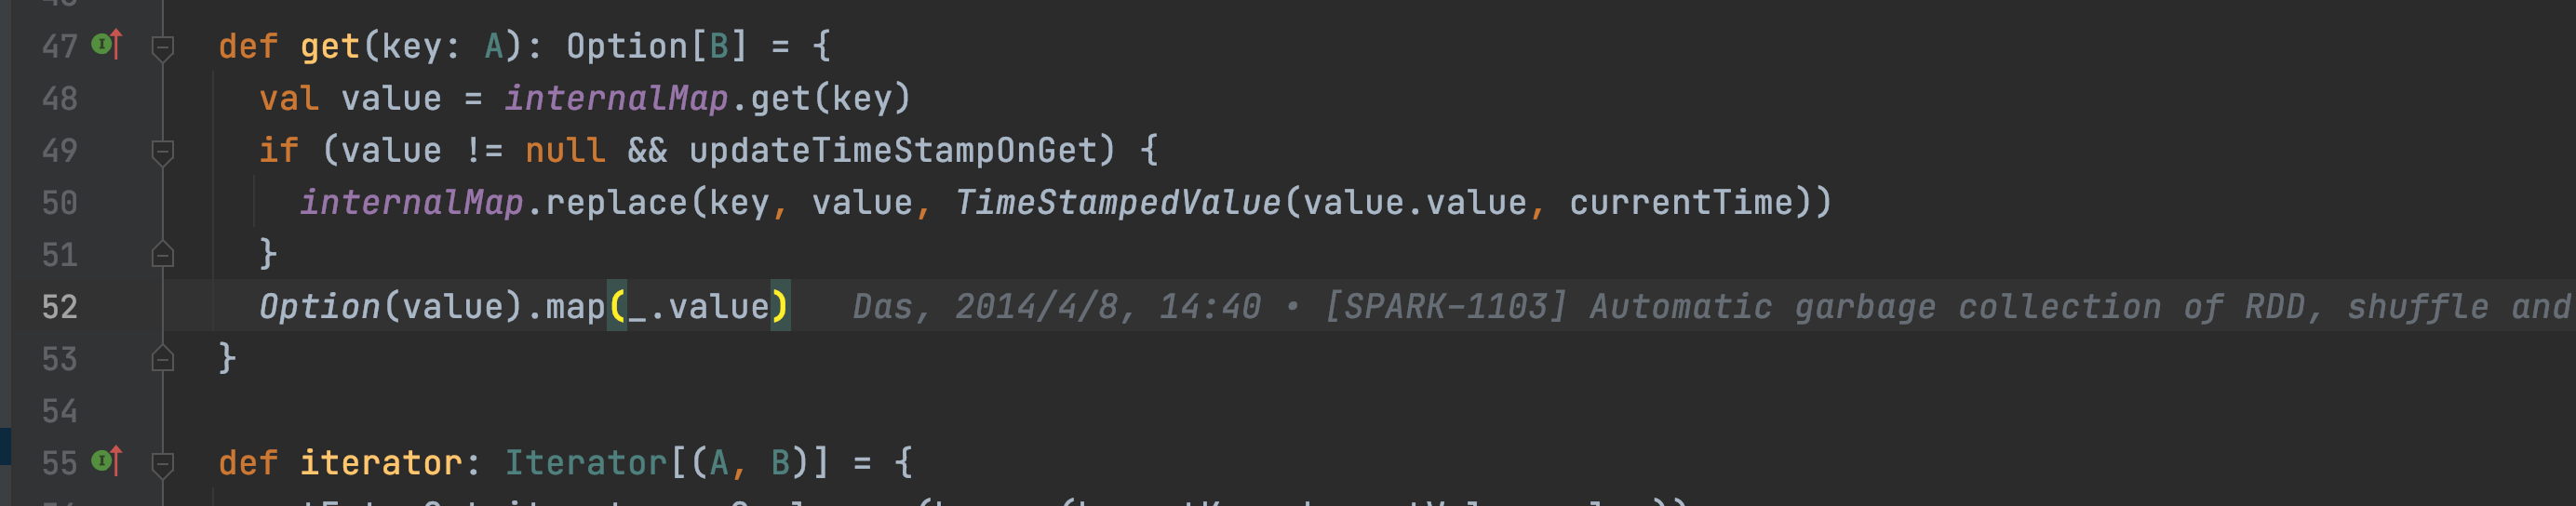 47 def get(key: A): Option[B] = {
48 val value = internalMap.get(key)
49 if (value != null && updateTimeStampOnGet) {
50 internalMap.replace(key, value, TimeStampedValue(value.value, currentTime))
51 }
52 Option(value).map(_.value) Das, 2014/4/8, 14:40 • [SPARK-1103] Automatic garbage collection of RDD, shuffle and
53 }
54
55 def iterator: Iterator[(A, B)] = {